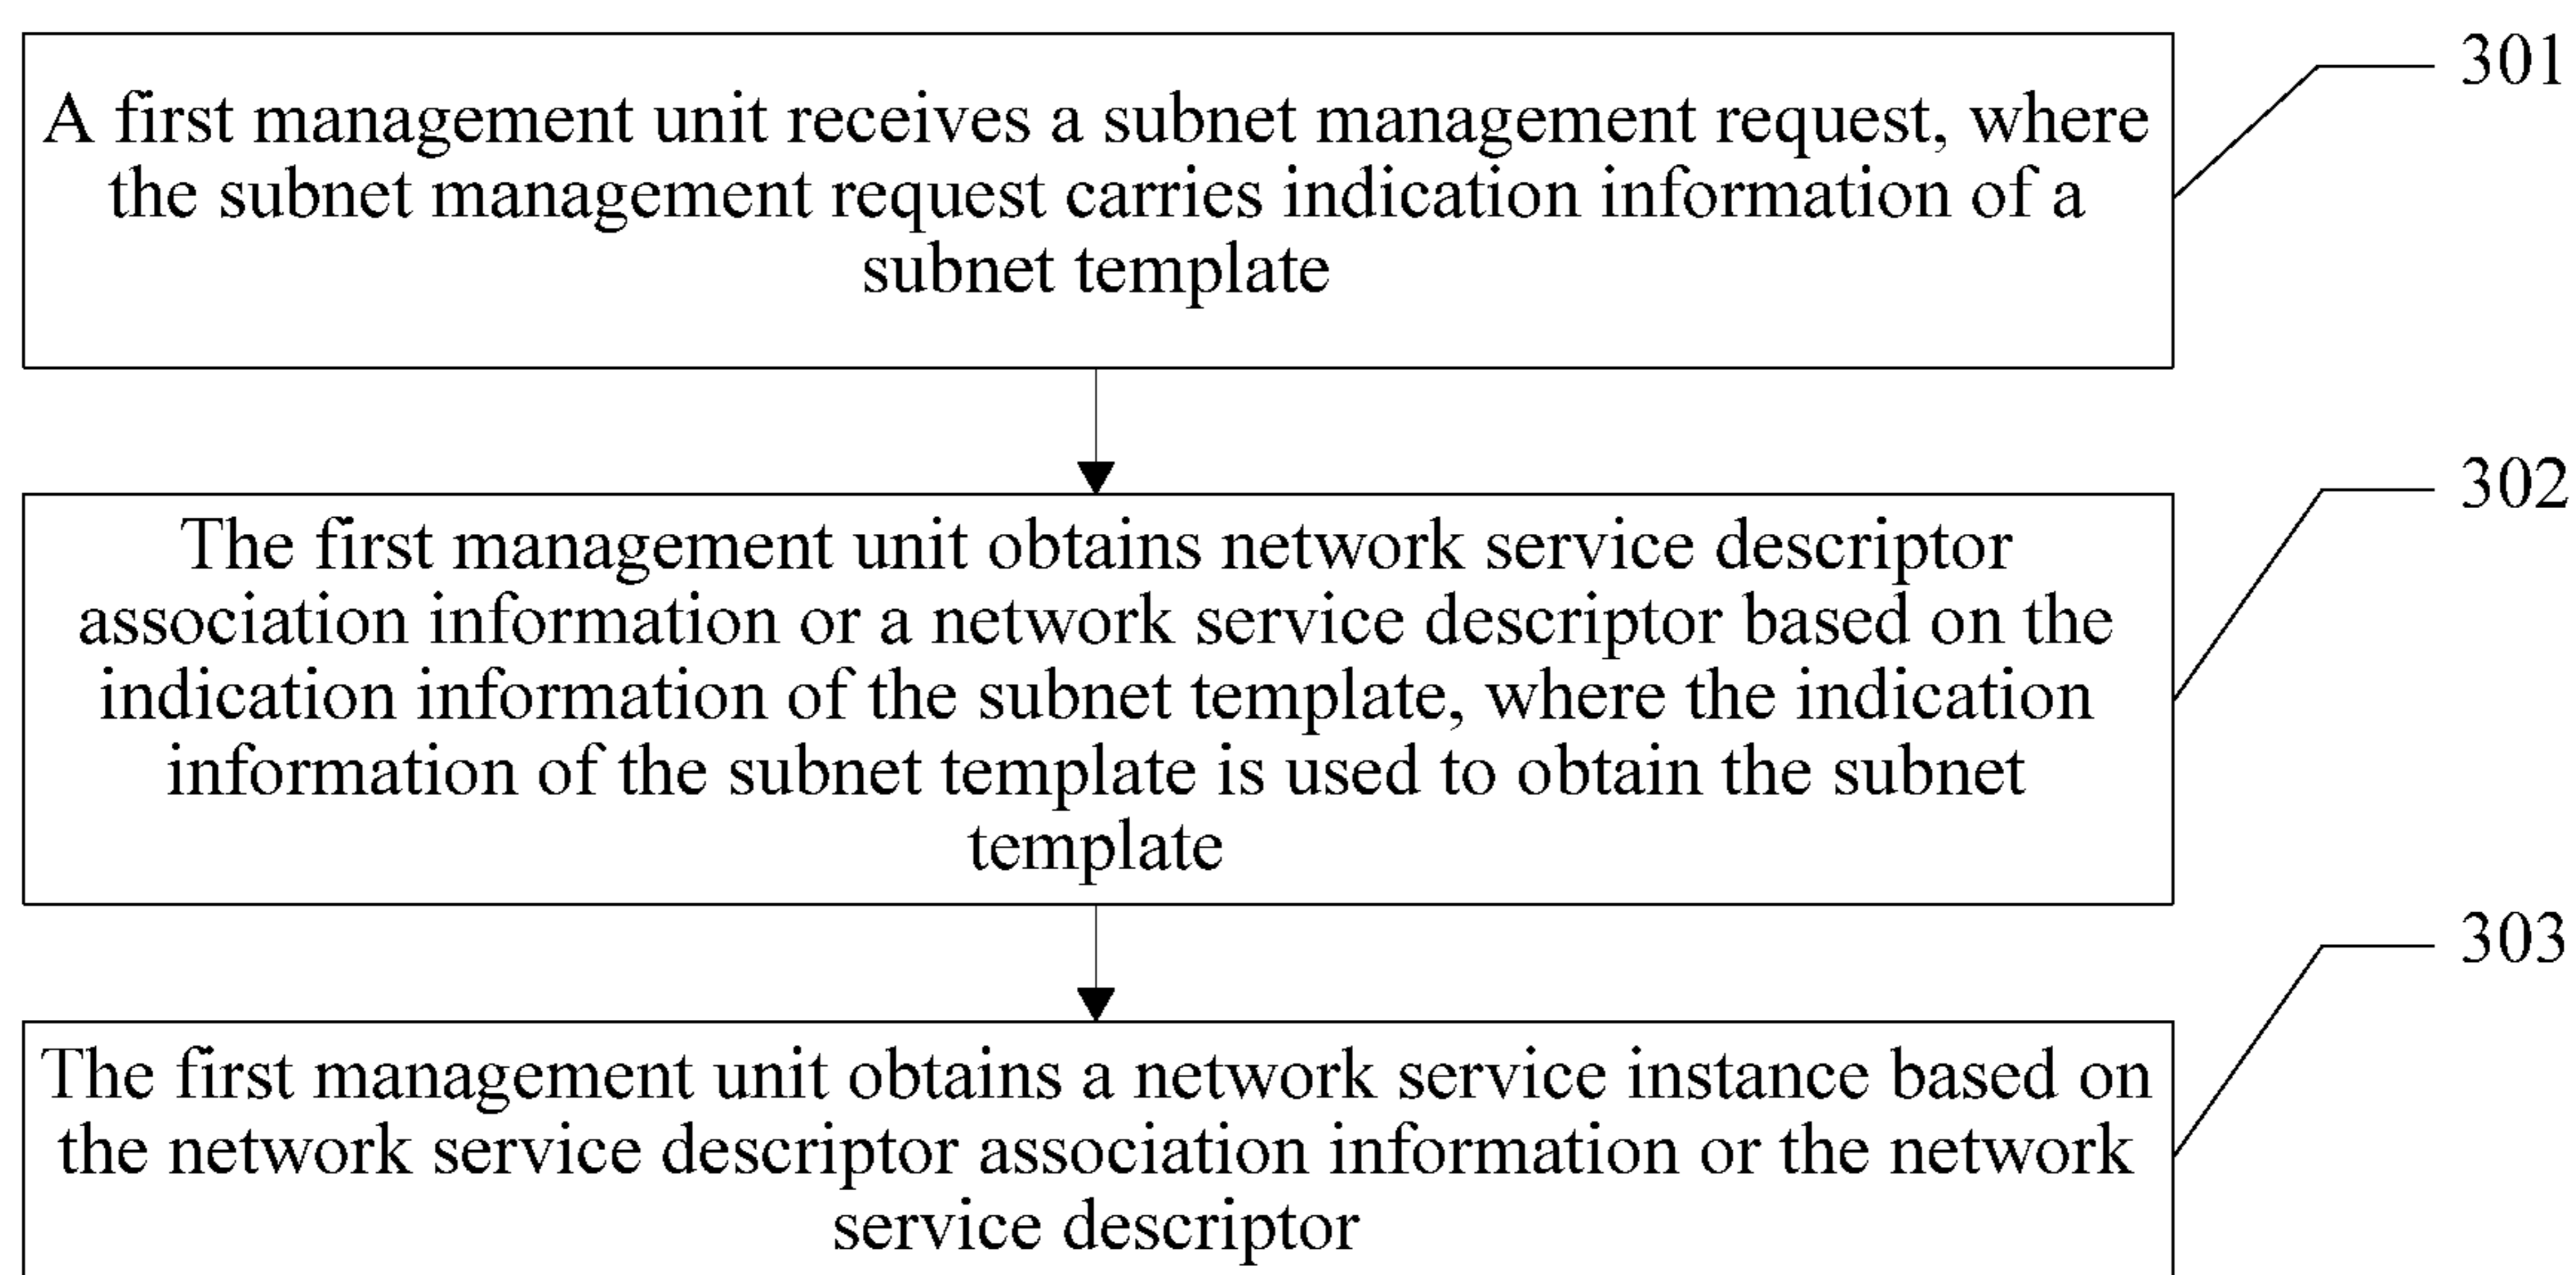 301
A first management unit receives a subnet management request, where
the subnet management request carries indication information of a
subnet template
302
The first management unit obtains network service descriptor
association information or a network service descriptor based on the
indication information of the subnet template, where the indication
information of the subnet template is used to obtain the subnet
template
303
The first management unit obtains a network service instance based on
the network service descriptor association information or the network
service descriptor